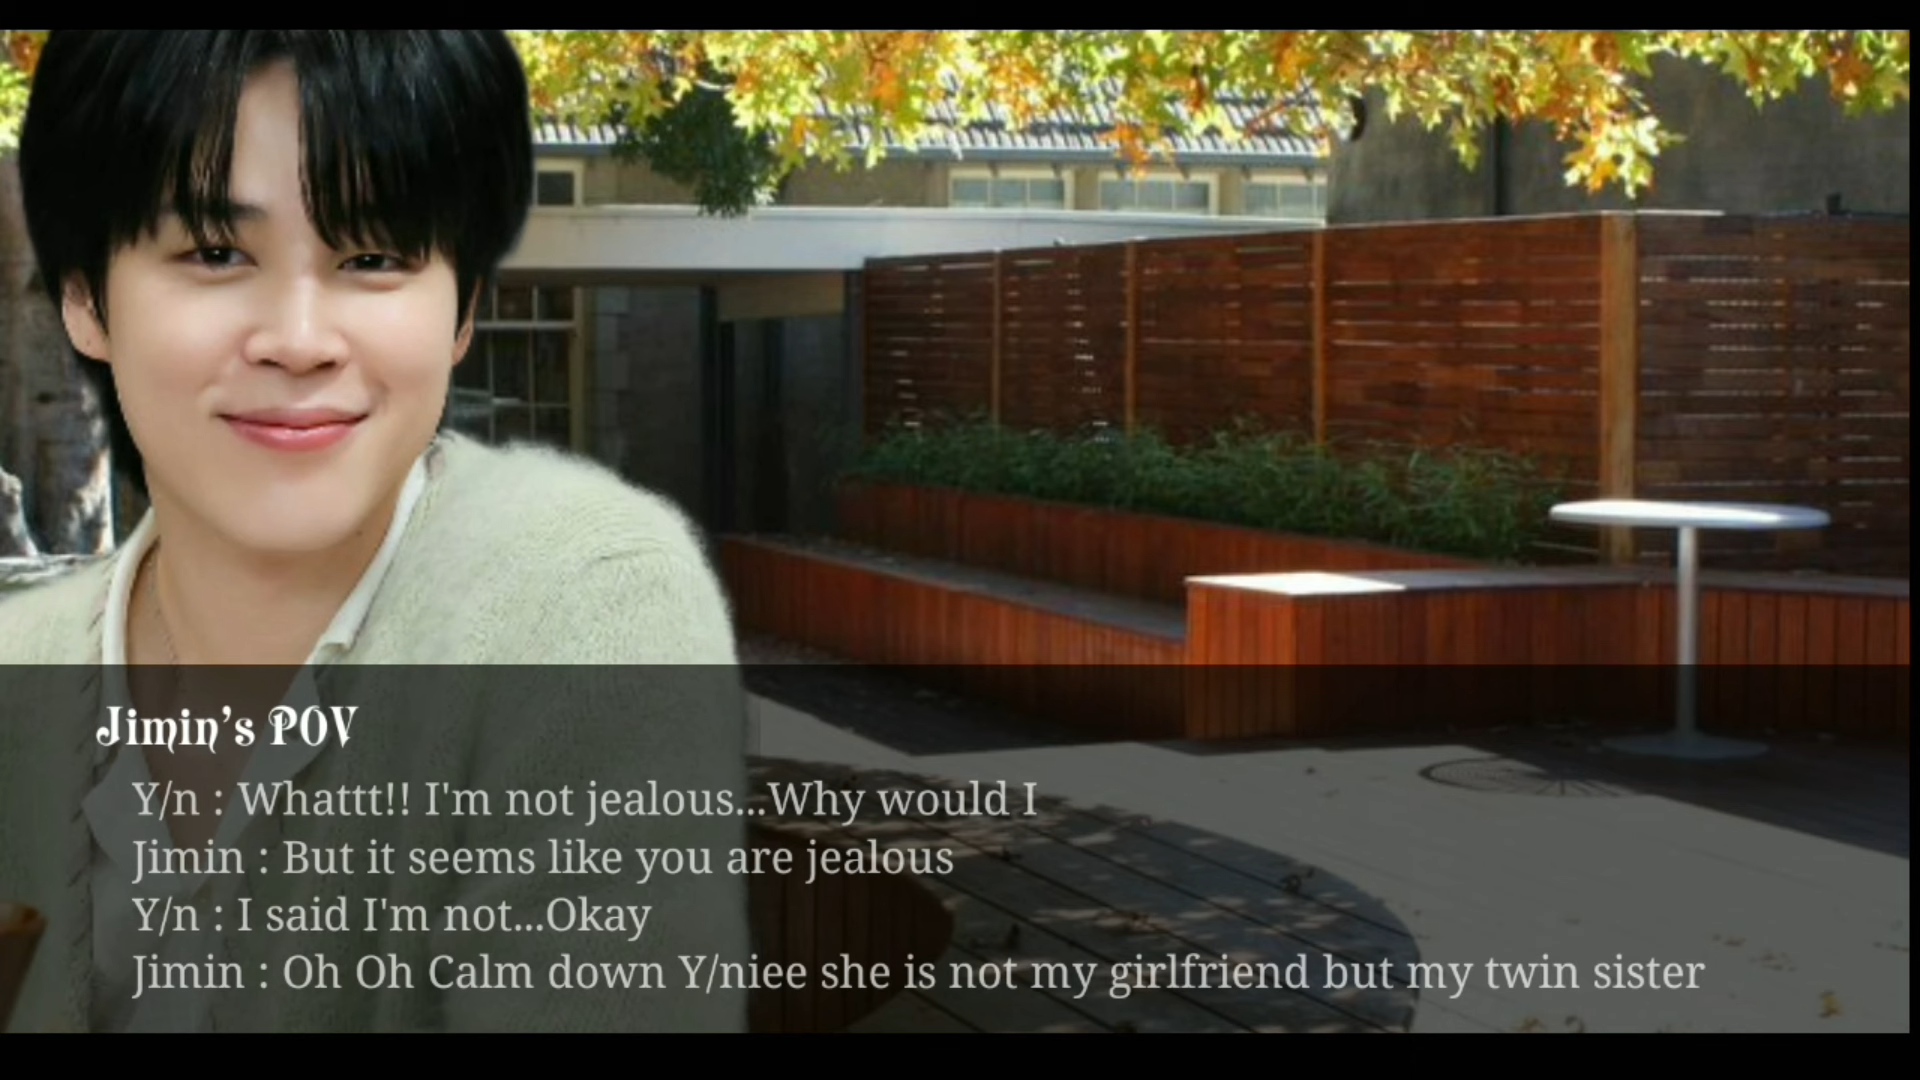 Jimin's POV
Y/n : Whattt!! I'm not jealous...Why would I
Jimin : But it seems like you are jealous
Y/n : I said I'm not...Okay
Jimin : Oh Oh Calm down Y/niee she is not my girlfriend but my twin sister